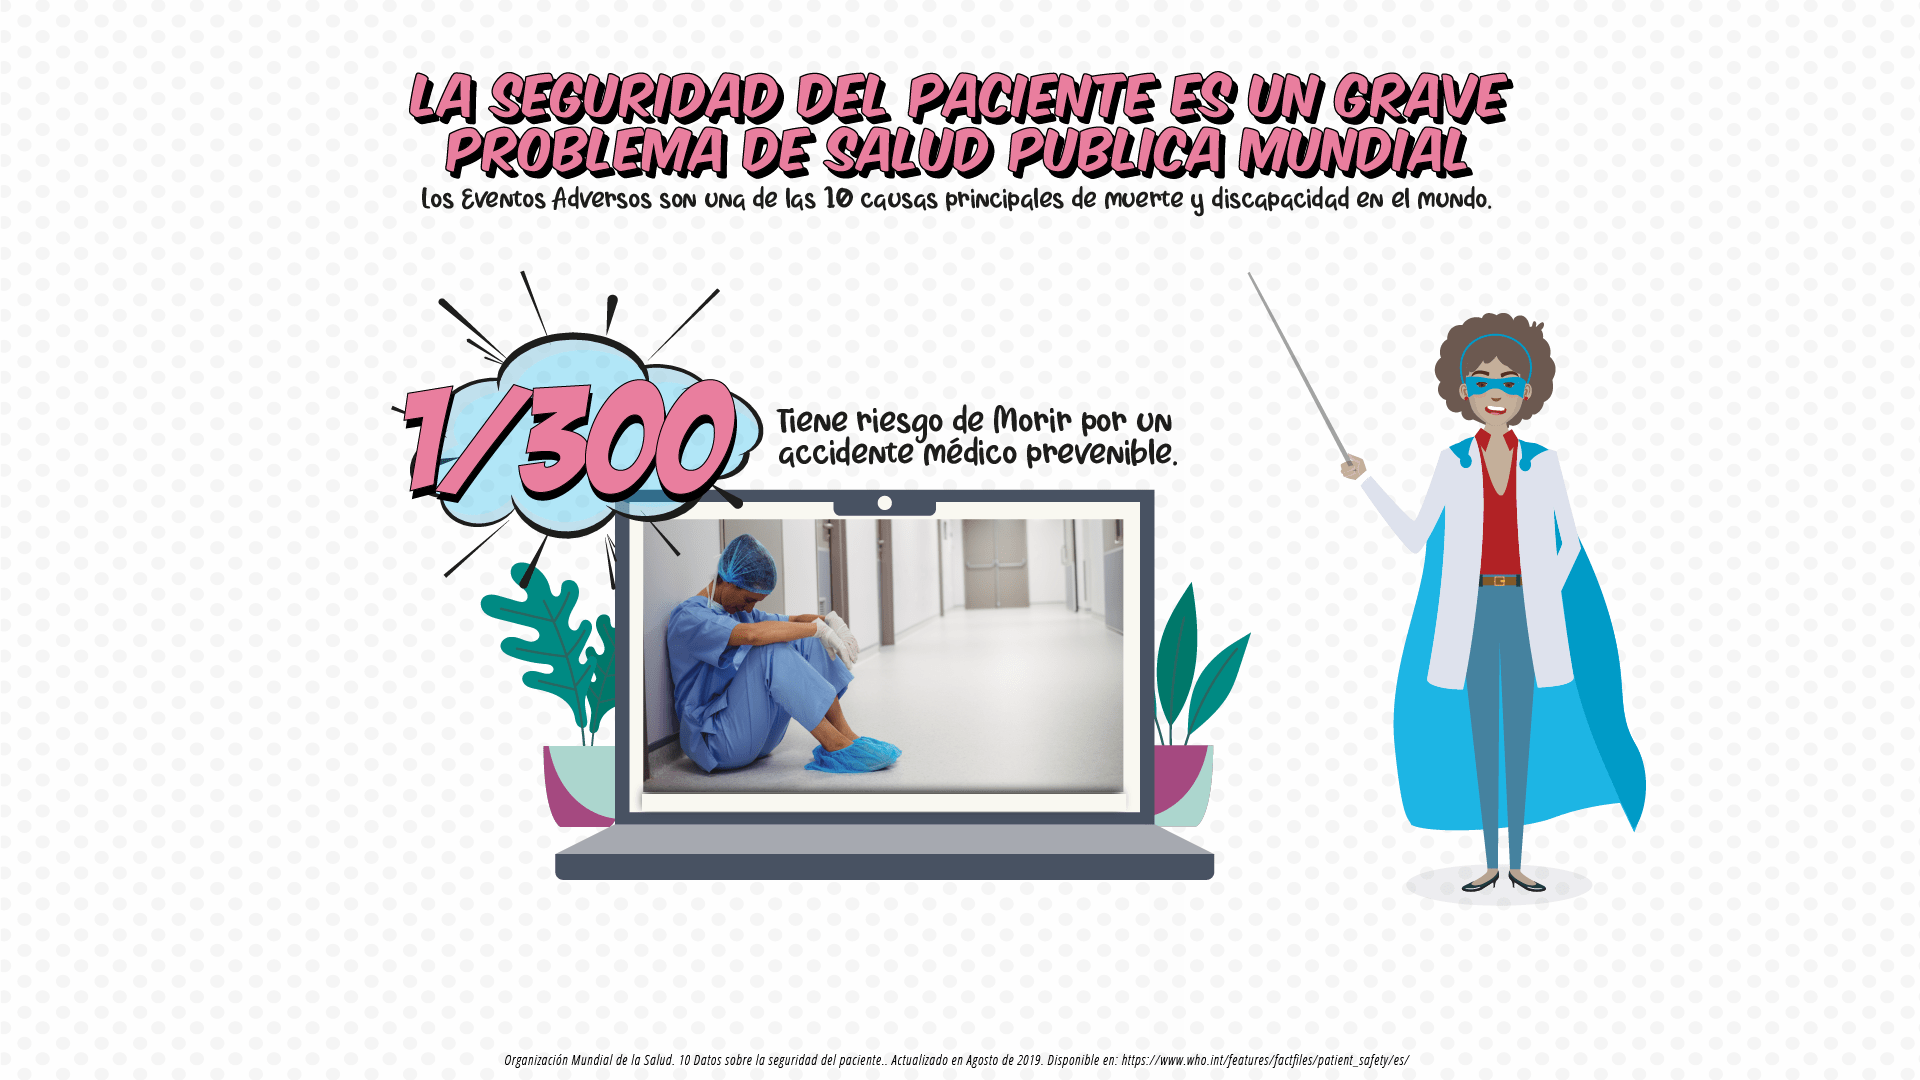 LA SEGURIDAD DEL PACIENTE ES UN GRAVE
PROBLEMA DE SALUD PUBLICA MUNDIAL
Los Eventos Adversos son una de las 10 causas principales de muerte y discapacidad en el mundo.
1/300
Tiene riesgo de Morir por un
accidente médico prevenible.
Organización Mundial de la Salud. 10 Datos sobre la seguridad del paciente.. Actualizado en Agosto de 2019. Disponible en: https://www.who.int/features/factfiles/patient_safety/es/